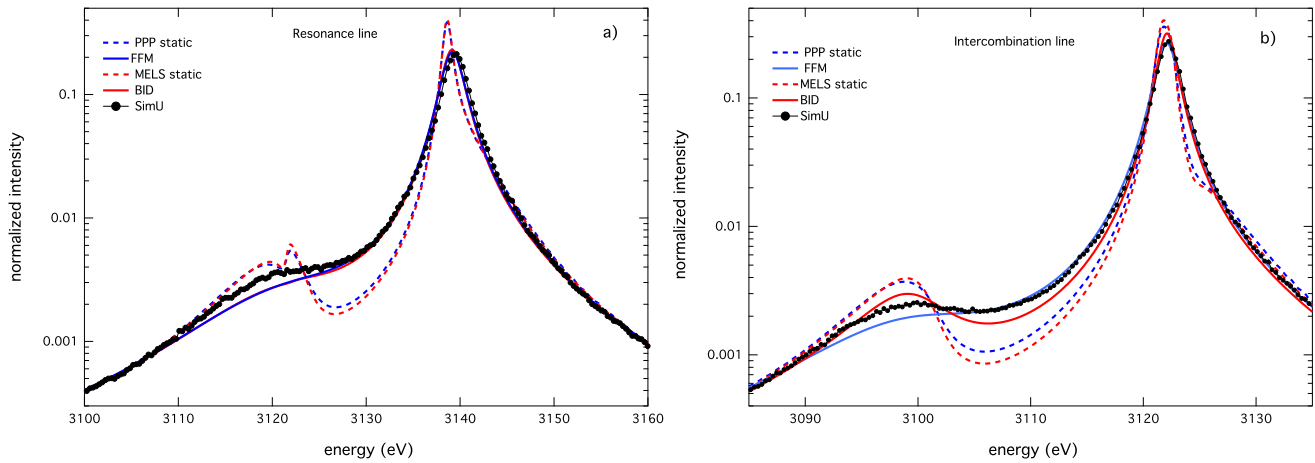 Resonance line
a)
PPP static
FFM
MELS static
BID
SimU
normalized intensity
0.1
0.01
0.001
3100
3110
3120
3130
3140
3150
3160
energy (eV)
Intercombination line
b)
PPP static
FFM
MELS static
BID
SimU
normalized intensity
0.1
0.01
0.001
3090
3100
3110
3120
3130
energy (eV)